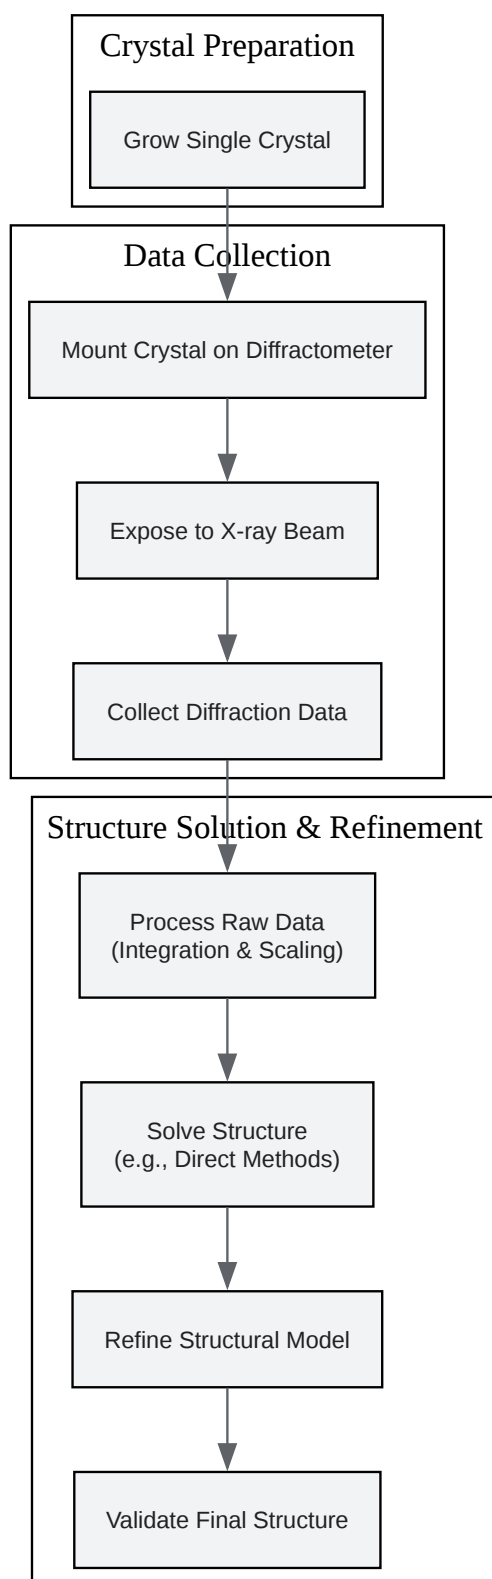 Crystal Preparation
Grow Single Crystal
Data Collection
Mount Crystal on Diffractometer
Expose to X-ray Beam
Collect Diffraction Data
Structure Solution & Refinement
Process Raw Data
(Integration & Scaling)
Solve Structure
(e.g., Direct Methods)
Refine Structural Model
Validate Final Structure